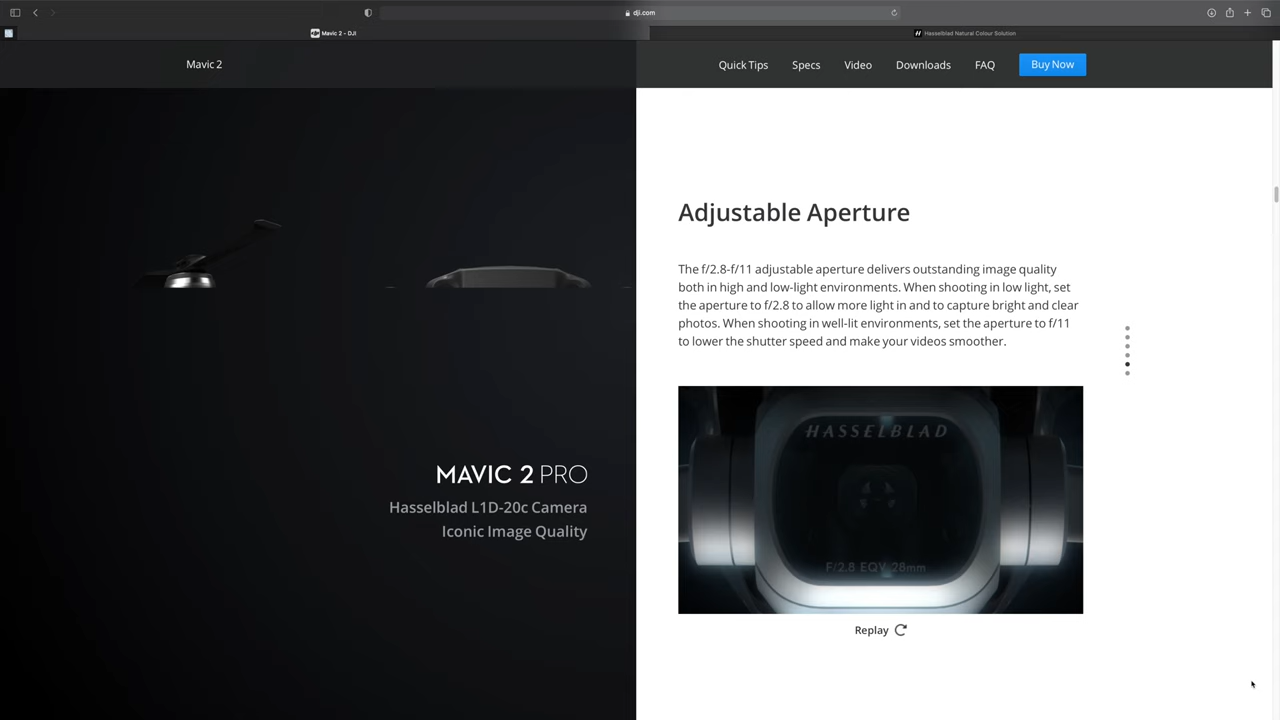 dji.com
Mavic 2 - DJI
Hasselblad Natural Colour Solution
Mavic 2
Quick Tips
Specs
Video
Downloads
FAQ
Buy Now
MAVIC 2 PRO
Hasselblad L1D-20c Camera
Iconic Image Quality
Adjustable Aperture
The f/2.8-f/11 adjustable aperture delivers outstanding image quality
both in high and low-light environments. When shooting in low light, set
the aperture to f/2.8 to allow more light in and to capture bright and clear
photos. When shooting in well-lit environments, set the aperture to f/11
to lower the shutter speed and make your videos smoother.
HASSELBLAD
F/2.8 EQV 28mm
Replay